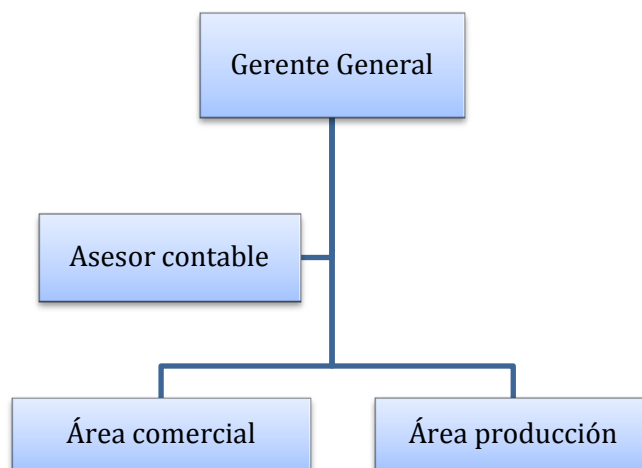 Gerente General
Asesor contable
Área comercial
Área producción